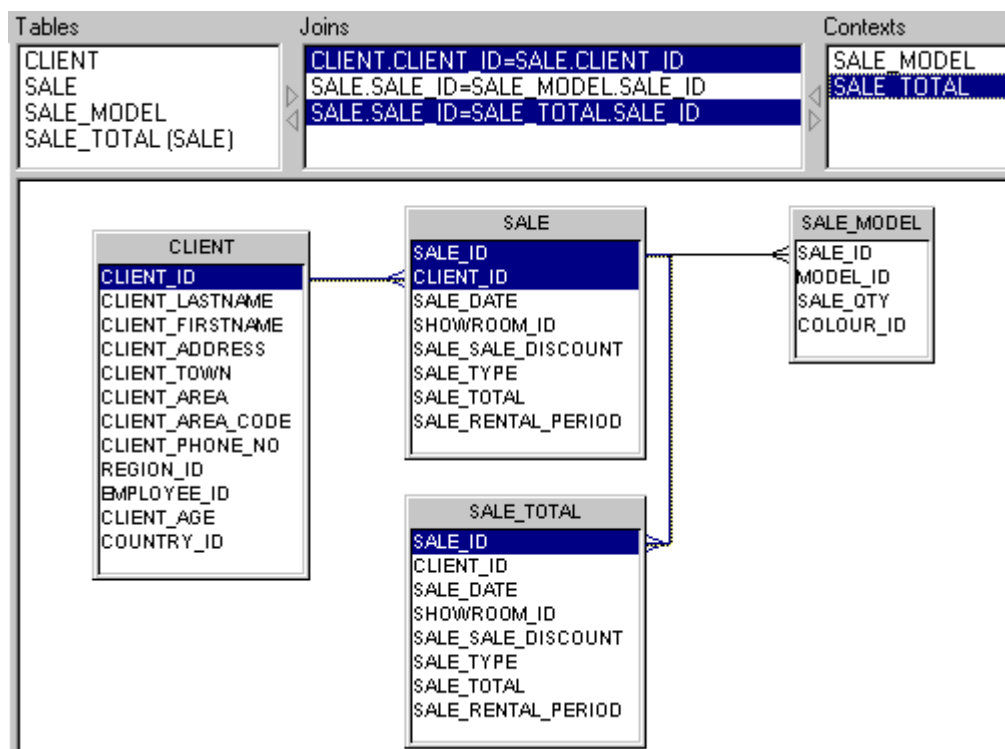 Tables
CLIENT
SALE
SALE_MODEL
SALE_TOTAL (SALE)
Joins
CLIENT.CLIENT_ID=SALE.CLIENT_ID
SALE.SALE_ID=SALE_MODEL.SALE_ID
SALE.SALE_ID=SALE_TOTAL.SALE_ID
Contexts
SALE_MODEL
SALE_TOTAL
CLIENT
CLIENT_ID
CLIENT_LASTNAME
CLIENT_FIRSTNAME
CLIENT_ADDRESS
CLIENT_TOWN
CLIENT_AREA
CLIENT_AREA_CODE
CLIENT_PHONE_NO
REGION_ID
EMPLOYEE_ID
CLIENT_AGE
COUNTRY_ID
SALE
SALE_ID
CLIENT_ID
SALE_DATE
SHOWROOM_ID
SALE_SALE_DISCOUNT
SALE_TYPE
SALE_TOTAL
SALE_RENTAL_PERIOD
SALE_MODEL
SALE_ID
MODEL_ID
SALE_QTY
COLOUR_ID
SALE_TOTAL
SALE_ID
CLIENT_ID
SALE_DATE
SHOWROOM_ID
SALE_SALE_DISCOUNT
SALE_TYPE
SALE_TOTAL
SALE_RENTAL_PERIOD